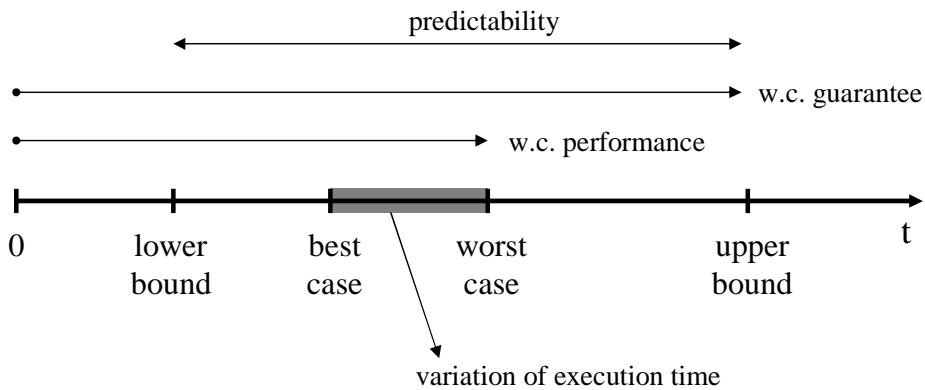 predictability
w.c. guarantee
w.c. performance
0
lower
bound
best
case
worst
case
upper
bound
t
variation of execution time